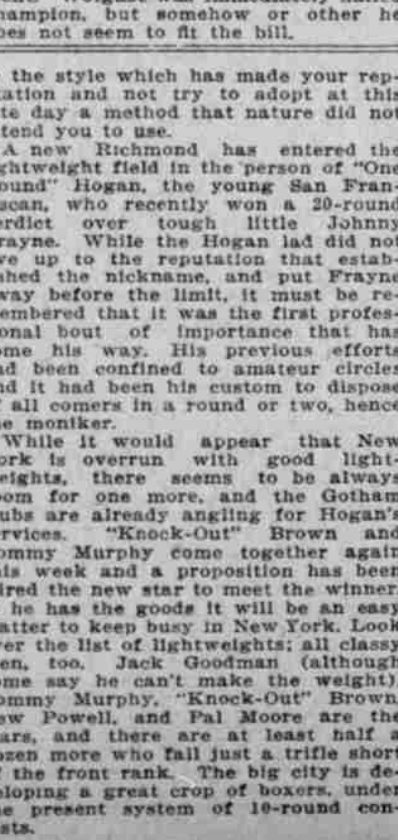 hampion, but somehow or other he
oes not seem to fit the bill.
the style which has made your rep-
tation and not try to adopt at this
te day a method that nature did not
tend you to use.
A new Richmond has entered the
ghtweight field in the person of "One
ound" Hogan, the young San Fran-
iscan, who recently won a 20-round
erdict over tough little Johnny
rayne. While the Hogan lad did not
ve up to the reputation that estab-
shed the nickname, and put Frayne
way before the limit, it must be re-
embered that it was the first profes-
onal bout of importance that has
ome his way. His previous efforts
ad been confined to amateur circles
nd it had been his custom to dispose
f all comers in a round or two, hence
he moniker.
While it would appear that New
ork is overrun with good light-
eights, there seems to be always
oom for one more, and the Gotham
ubs are already angling for Hogan's
ervices. "Knock-Out" Brown and
ommy Murphy come together again
his week and a proposition has been
ired the new star to meet the winner.
he has the goods it will be an easy
atter to keep busy in New York. Look
ver the list of lightweights; all classy
en, too. Jack Goodman (although
ome say he can't make the weight),
ommy Murphy, "Knock-Out" Brown,
ew Powell, and Pal Moore are the
ars, and there are at least half a
ozen more who fall just a trifle short
f the front rank. The big city is de-
eloping a great crop of boxers, under
he present system of 10-round con-
sts.